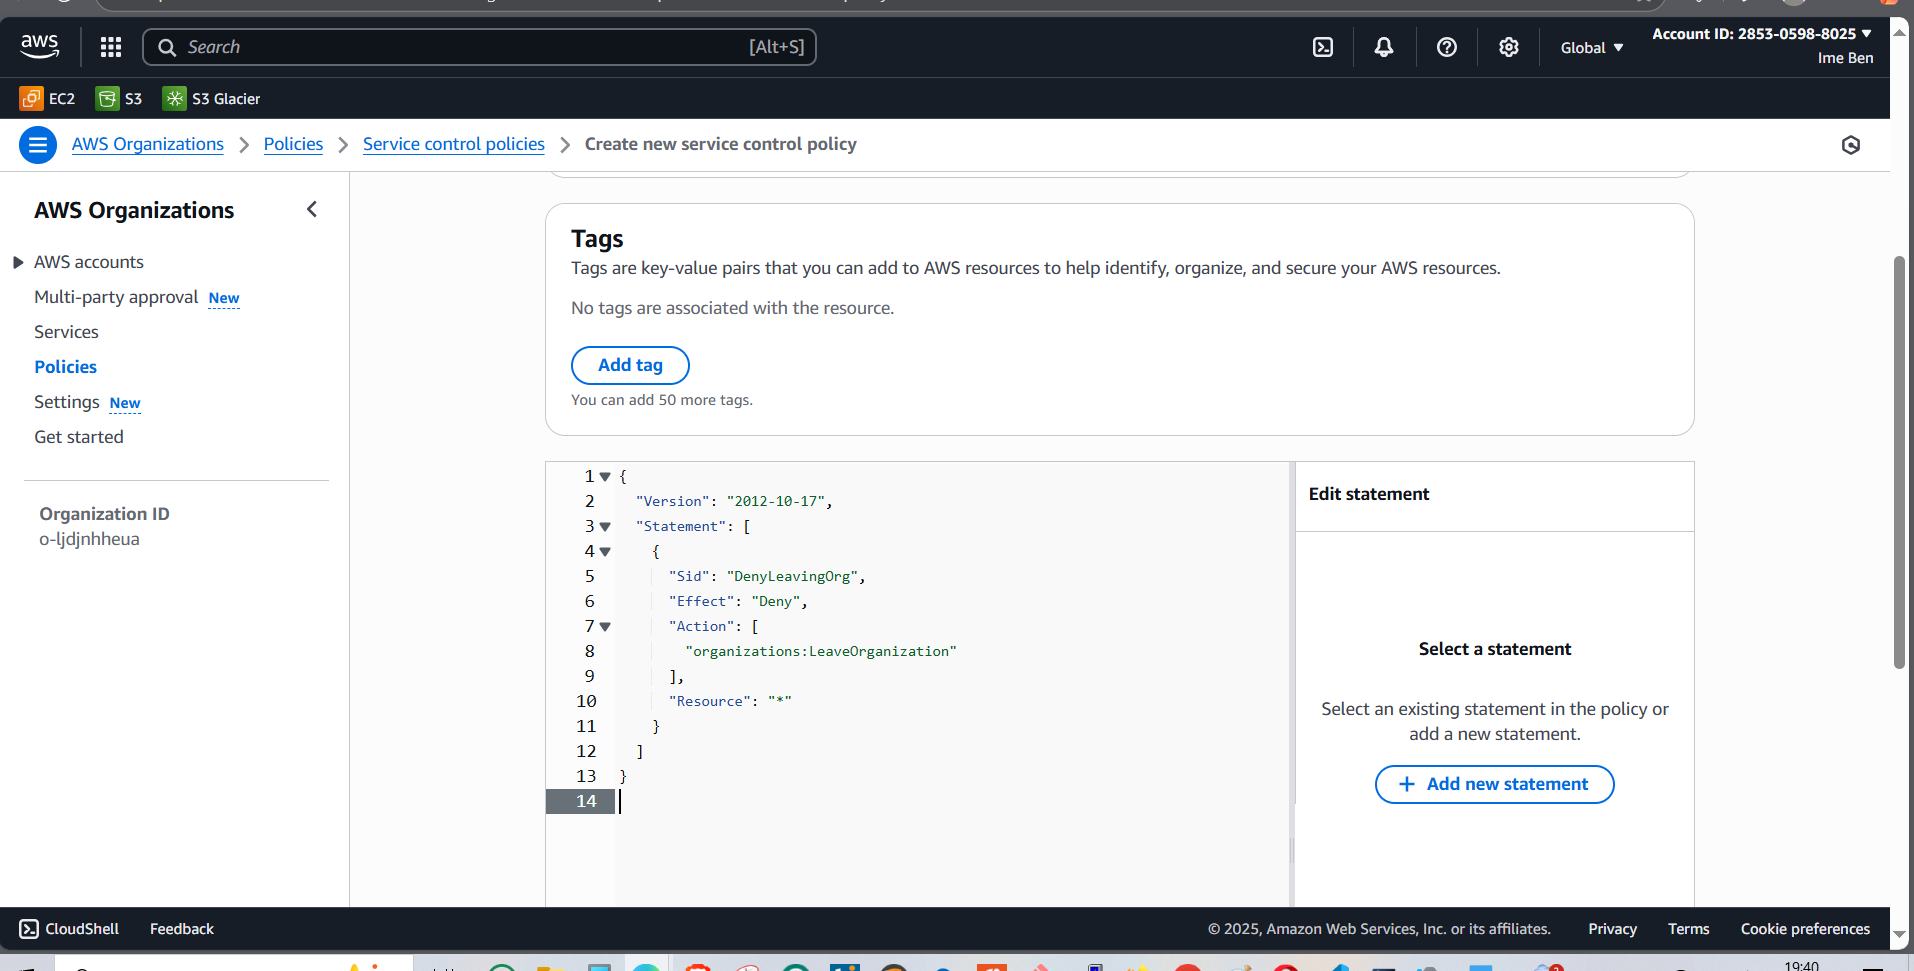 aws
Search
[Alt+S]
Global
Account ID: 2853-0598-8025
Ime Ben
EC2
S3
S3 Glacier
AWS Organizations
Policies
Service control policies
Create new service control policy
AWS Organizations
AWS accounts
Multi-party approval New
Services
Policies
Settings New
Get started
Organization ID
o-ljdjnhheua
Tags
Tags are key-value pairs that you can add to AWS resources to help identify, organize, and secure your AWS resources.
No tags are associated with the resource.
Add tag
You can add 50 more tags.
1 {
2 "Version": "2012-10-17",
3 "Statement": [
4 {
5 "Sid": "DenyLeavingOrg",
6 "Effect": "Deny",
7 "Action": [
8 "organizations:LeaveOrganization"
9 ],
10 "Resource": "*"
11 }
12 ]
13 }
14
Edit statement
Select a statement
Select an existing statement in the policy or
add a new statement.
+ Add new statement
CloudShell
Feedback
© 2025, Amazon Web Services, Inc. or its affiliates.
Privacy
Terms
Cookie preferences
19:40